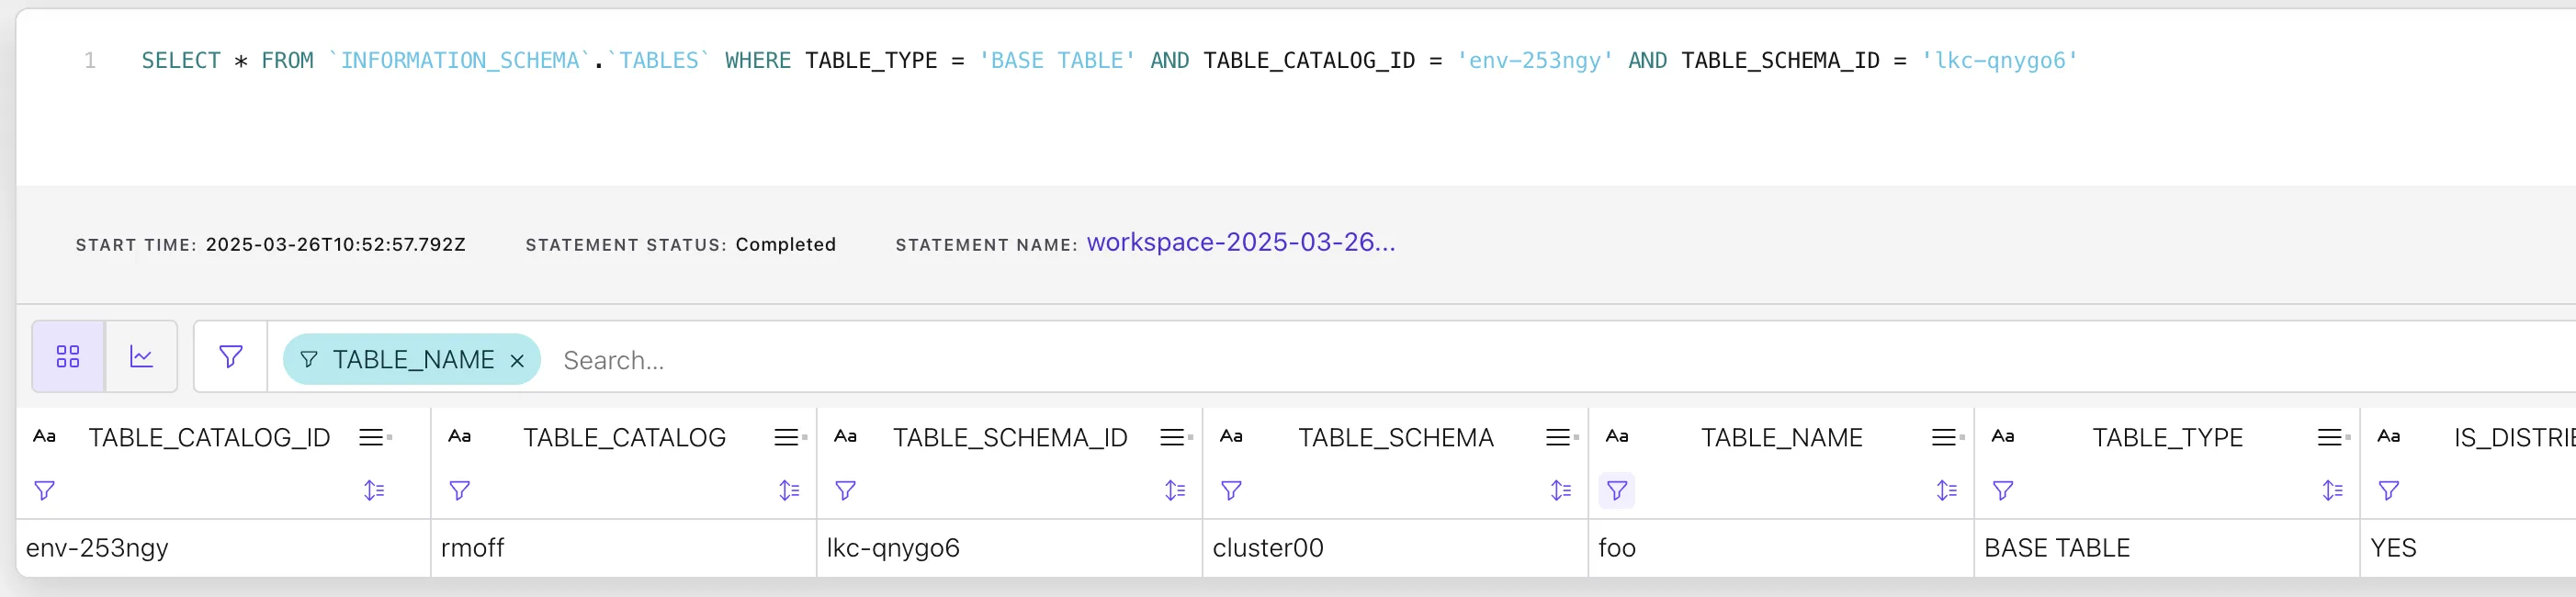 1 SELECT * FROM `INFORMATION_SCHEMA`.`TABLES` WHERE TABLE_TYPE = 'BASE TABLE' AND TABLE_CATALOG_ID = 'env-253ngy' AND TABLE_SCHEMA_ID = 'lkc-qnygo6'
START TIME: 2025-03-26T10:52:57.792Z STATEMENT STATUS: Completed STATEMENT NAME: workspace-2025-03-26...
TABLE_NAME × Search...
Aa TABLE_CATALOG_ID Aa TABLE_CATALOG Aa TABLE_SCHEMA_ID Aa TABLE_SCHEMA Aa TABLE_NAME Aa TABLE_TYPE Aa IS_DISTRIE
env-253ngy rmoff lkc-qnygo6 cluster00 foo BASE TABLE YES